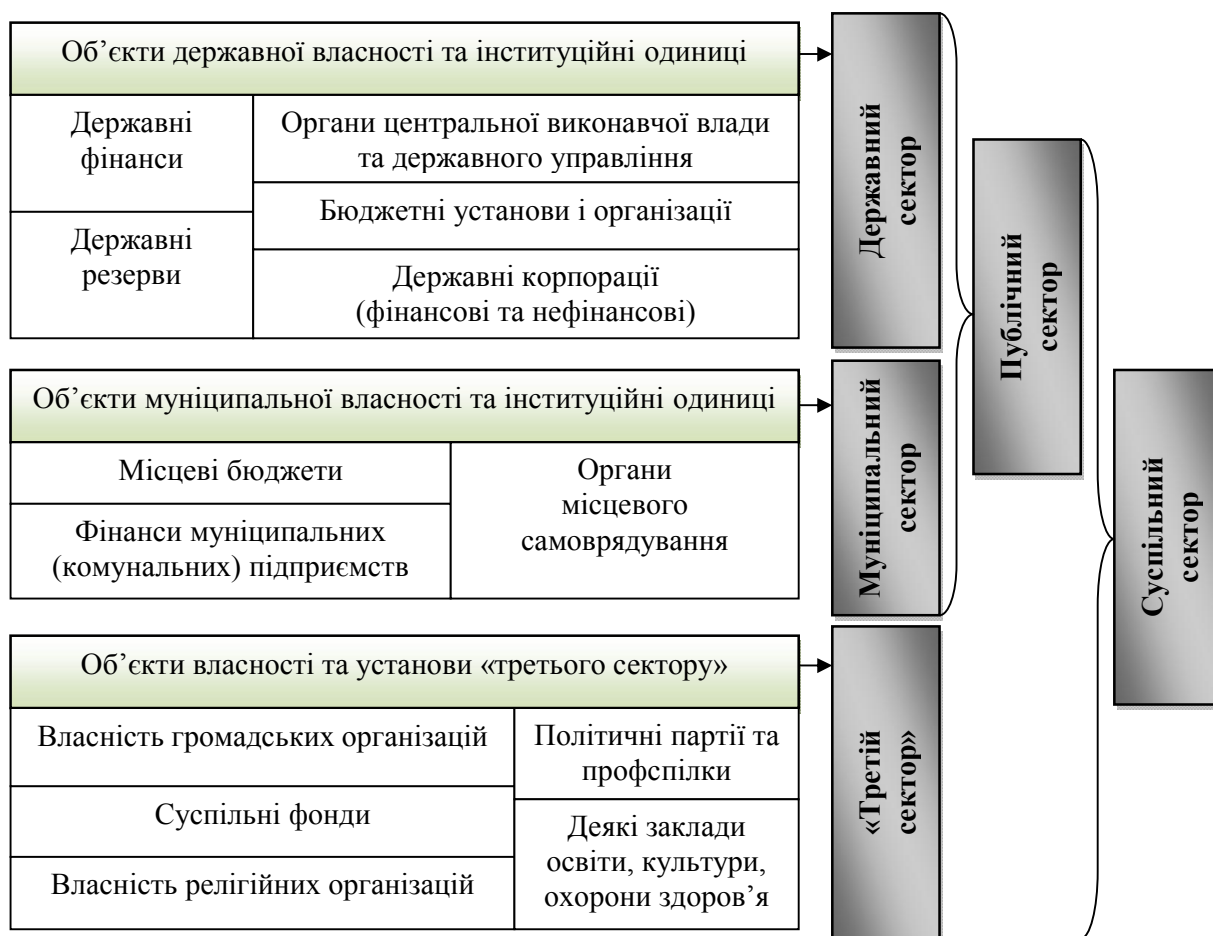 Об’єкти державної власності та інституційні одиниці
Державні
фінанси
Державні
резерви
Органи центральної виконавчої влади
та державного управління
Бюджетні установи і організації
Державні корпорації
(фінансові та нефінансові)
Державний
сектор
Об’єкти муніципальної власності та інституційні одиниці
Місцеві бюджети
Фінанси муніципальних
(комунальних) підприємств
Органи
місцевого
самоврядування
Муніципальний
сектор
Об’єкти власності та установи «третього сектору»
Власність громадських організацій
Суспільні фонди
Власність релігійних організацій
Політичні партії та
профспілки
Деякі заклади
освіти, культури,
охорони здоров’я
«Третій
сектор»
Публічний
сектор
Суспільний
сектор